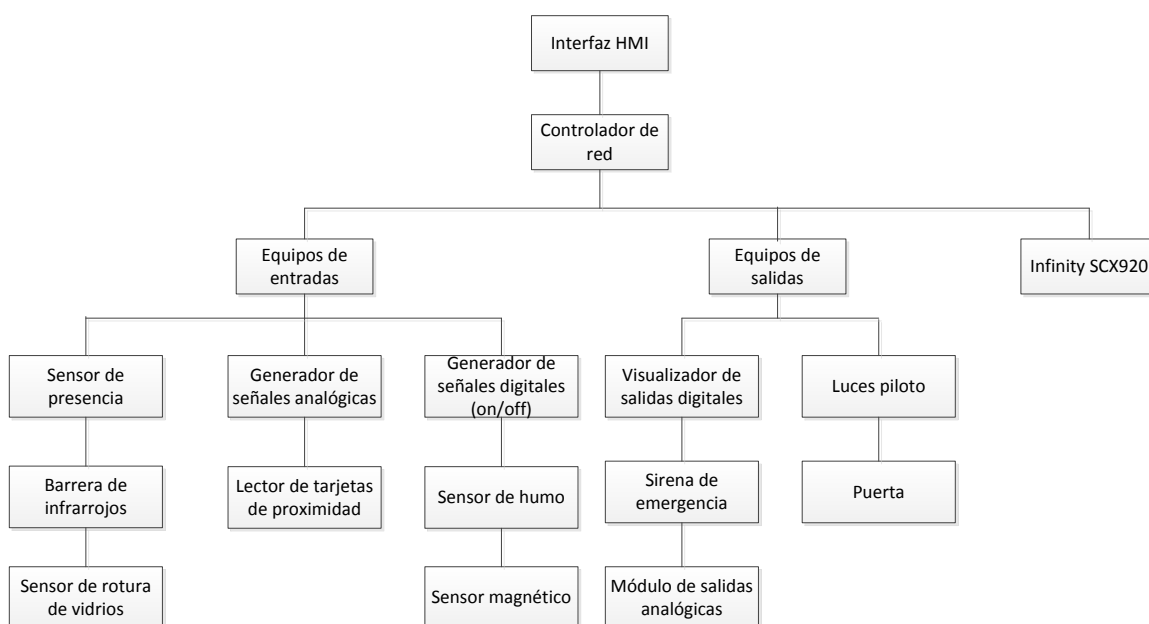 Interfaz HMI
Controlador de
red
Equipos de
entradas
Equipos de
salidas
Infinity SCX920
Sensor de
presencia
Generador de
señales analógicas
Generador de
señales digitales
(on/off)
Visualizador de
salidas digitales
Luces piloto
Barrera de
infrarrojos
Lector de tarjetas
de proximidad
Sensor de humo
Sirena de
emergencia
Puerta
Sensor de rotura
de vidrios
Sensor magnético
Módulo de salidas
analógicas